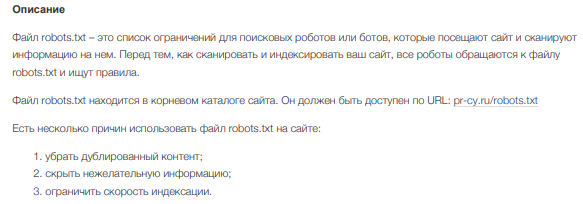 Описание
Файл robots.txt – это список ограничений для поисковых роботов или ботов, которые посещают сайт и сканируют
информацию на нем. Перед тем, как сканировать и индексировать ваш сайт, все роботы обращаются к файлу
robots.txt и ищут правила.
Файл robots.txt находится в корневом каталоге сайта. Он должен быть доступен по URL: pr-cy.ru/robots.txt
Есть несколько причин использовать файл robots.txt на сайте:
1. убрать дублированный контент;
2. скрыть нежелательную информацию;
3. ограничить скорость индексации.